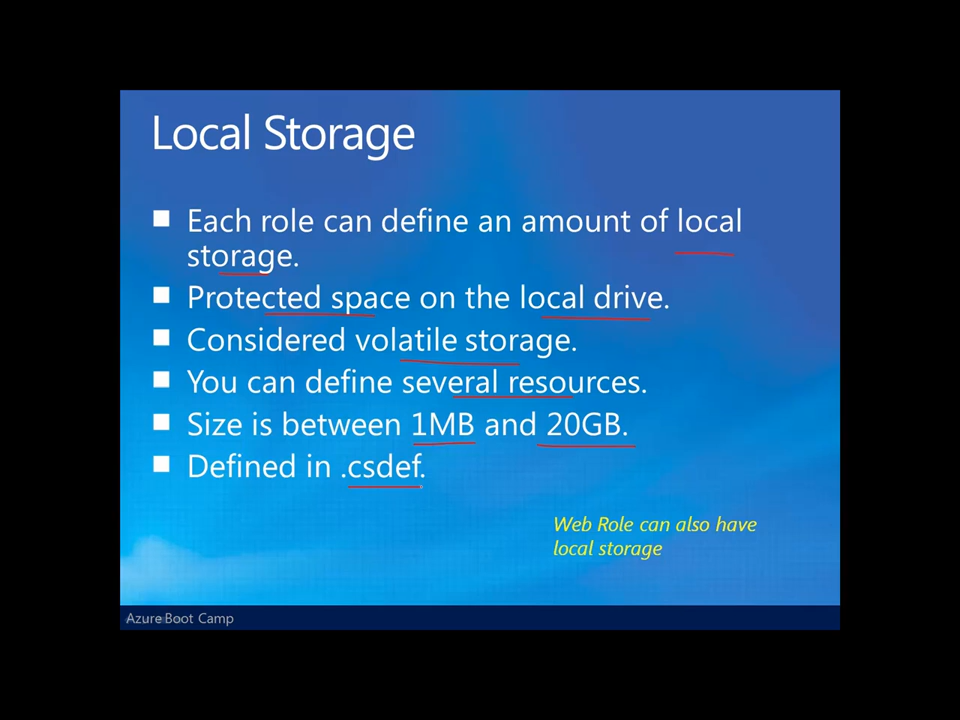 Local Storage
Each role can define an amount of local
storage.
Protected space on the local drive.
Considered volatile storage.
You can define several resources.
Size is between 1MB and 20GB.
Defined in .csdef.
Web Role can also have
local storage
Azure Boot Camp